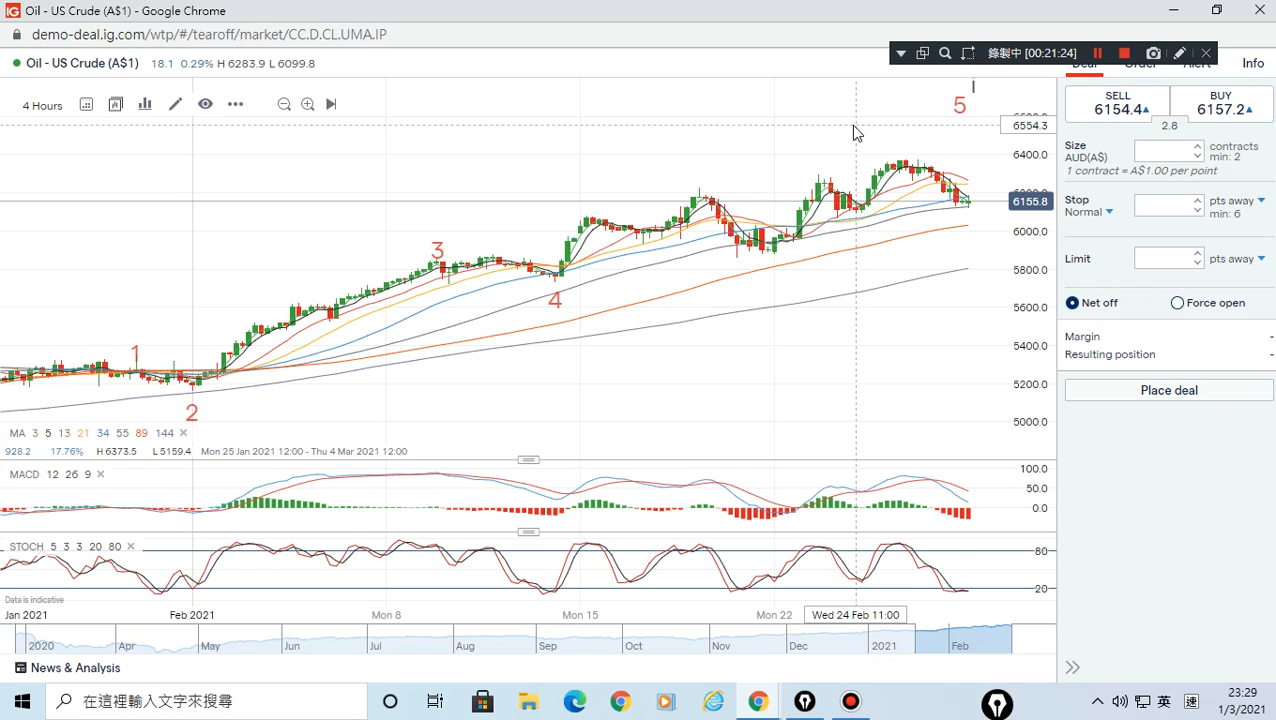 IG Oil - US Crude (A$1) - Google Chrome
demo-deal.ig.com/wtp/#/tearoff/market/CC.D.CL.UMA.IP
Oil - US Crude (A$1) 18.1 0.29% H 6283.9 L 6099.8
錄製中 [00:21:24]
Deal Order Alert Info
4 Hours
SELL
6154.4
BUY
6157.2
2.8
Size
AUD(A$)
contracts
min: 2
1 contract = A$1.00 per point
Stop
Normal
pts away
min: 6
Limit
pts away
Net off
Force open
Margin -
Resulting position -
Place deal
I
5
3
4
1
2
6554.3
6400.0
6155.8
6000.0
5800.0
5600.0
5400.0
5200.0
5000.0
MA 3 5 13 21 34 55 89 144
928.2 17.76% H 6373.5 L 5159.4 Mon 25 Jan 2021 12:00 - Thu 4 Mar 2021 12:00
MACD 12 26 9
100.0
50.0
0.0
STOCH 5 3 3 20 80
80
20
Data is indicative
Jan 2021 Feb 2021 Mon 8 Mon 15 Mon 22 Wed 24 Feb 11:00
2020 Apr May Jun Jul Aug Sep Oct Nov Dec 2021 Feb
News & Analysis
在這裡輸入文字來搜尋
英
速
23:29
1/3/2021